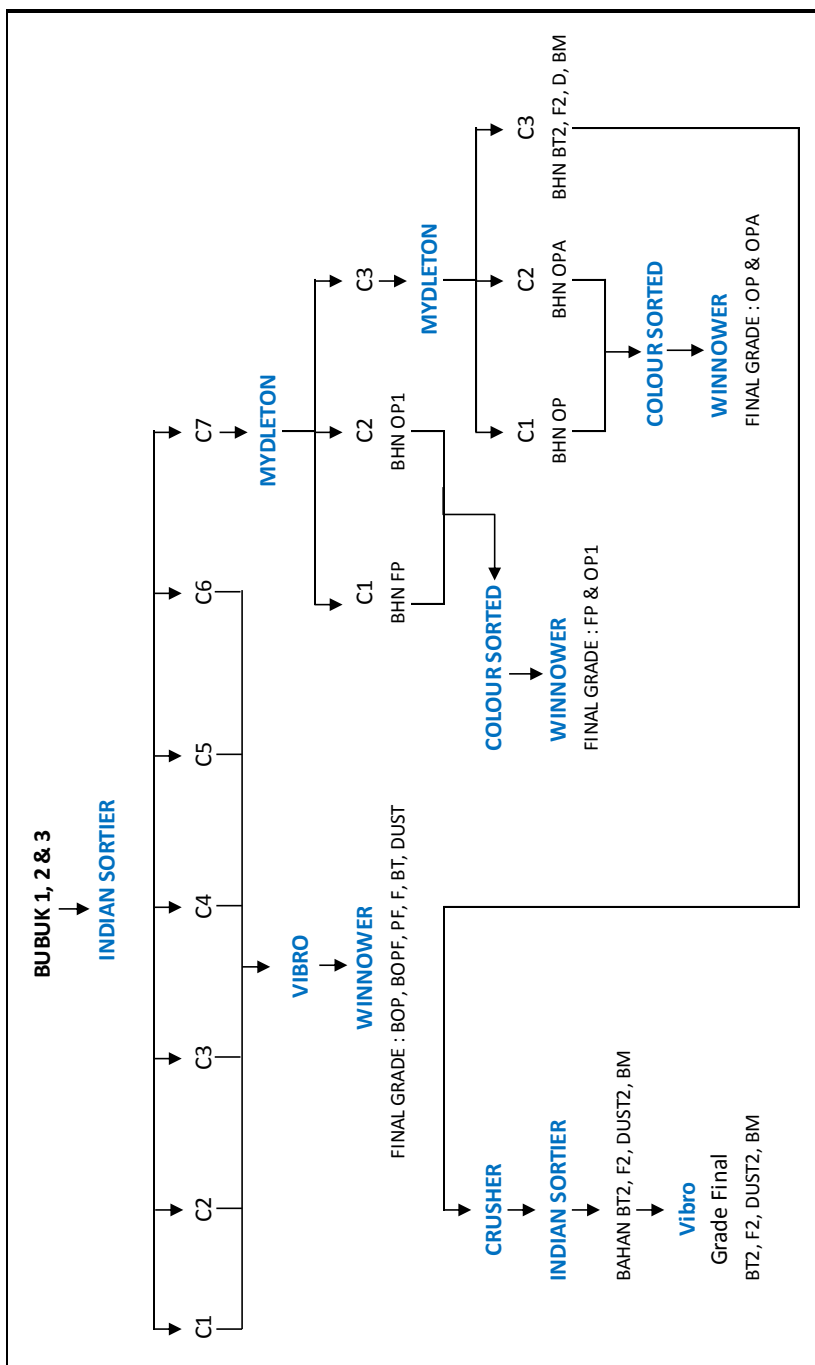 BUBUK 1, 2 & 3
INDIAN SORTIER
C1
C2
C3
C4
C5
C6
C7
VIBRO
WINNOWER
FINAL GRADE : BOP, BOPF, PF, F, BT, DUST
MYDLETON
C1
BHN FP
C2
BHN OP1
C3
COLOUR SORTED
WINNOWER
FINAL GRADE : FP & OP1
MYDLETON
C1
BHN OP
C2
BHN OPA
C3
BHN BT2, F2, D, BM
COLOUR SORTED
WINNOWER
FINAL GRADE : OP & OPA
CRUSHER
INDIAN SORTIER
BAHAN BT2, F2, DUST2, BM
Vibro
Grade Final
BT2, F2, DUST2, BM